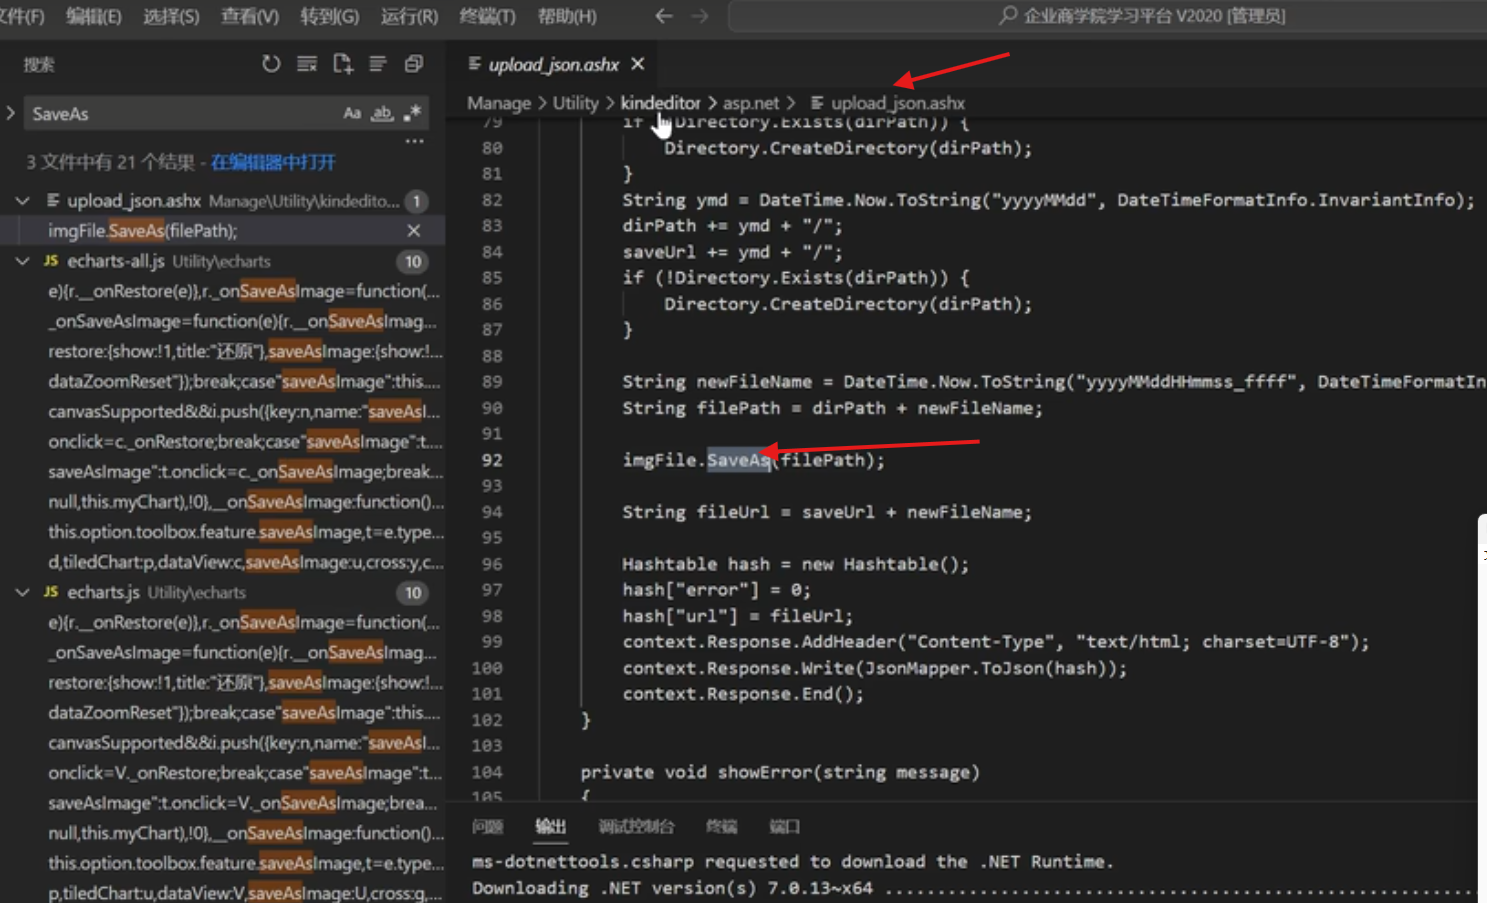 文件(F) 编辑(E) 选择(S) 查看(V) 转到(G) 运行(R) 终端(T) 帮助(H) 企业商学院学习平台 V2020 [管理员]
搜索
SaveAs
Aa ab .*
3 文件中有 21 个结果 - 在编辑器中打开
upload_json.ashx Manage\Utility\kindedito... 1
imgFile.SaveAs(filePath);
JS echarts-all.js Utility\echarts 10
e){r.__onRestore(e)},r._onSaveAsImage=function(...
_onSaveAsImage=function(e){r.__onSaveAsImag...
restore:{show:!1,title:"还原"},saveAsImage:{show:!...
dataZoomReset"});break;case"saveAsImage":this....
canvasSupported&&i.push({key:n,name:"saveAsI...
onclick=c._onRestore;break;case"saveAsImage":t....
saveAsImage":t.onclick=c._onSaveAsImage;break...
null,this.myChart),!0},__onSaveAsImage:function()...
this.option.toolbox.feature.saveAsImage,t=e.type...
d,tiledChart:p,dataView:c,saveAsImage:u,cross:y,c...
JS echarts.js Utility\echarts 10
e){r.__onRestore(e)},r._onSaveAsImage=function(...
_onSaveAsImage=function(e){r.__onSaveAsImag...
restore:{show:!1,title:"还原"},saveAsImage:{show:!...
dataZoomReset"});break;case"saveAsImage":this....
canvasSupported&&i.push({key:n,name:"saveAsI...
onclick=V._onRestore;break;case"saveAsImage":t...
saveAsImage":t.onclick=V._onSaveAsImage;brea...
null,this.myChart),!0},__onSaveAsImage:function()...
this.option.toolbox.feature.saveAsImage,t=e.type...
p,tiledChart:u,dataView:V,saveAsImage:U,cross:g,...
upload_json.ashx
Manage > Utility > kindeditor > asp.net > upload_json.ashx
79 if (!Directory.Exists(dirPath)) {
80 Directory.CreateDirectory(dirPath);
81 }
82 String ymd = DateTime.Now.ToString("yyyyMMdd", DateTimeFormatInfo.InvariantInfo);
83 dirPath += ymd + "/";
84 saveUrl += ymd + "/";
85 if (!Directory.Exists(dirPath)) {
86 Directory.CreateDirectory(dirPath);
87 }
88
89 String newFileName = DateTime.Now.ToString("yyyyMMddHHmmss_ffff", DateTimeFormatIn
90 String filePath = dirPath + newFileName;
91
92 imgFile.SaveAs(filePath);
93
94 String fileUrl = saveUrl + newFileName;
95
96 Hashtable hash = new Hashtable();
97 hash["error"] = 0;
98 hash["url"] = fileUrl;
99 context.Response.AddHeader("Content-Type", "text/html; charset=UTF-8");
100 context.Response.Write(JsonMapper.ToJson(hash));
101 context.Response.End();
102 }
103
104 private void showError(string message)
105 {
问题 输出 调试控制台 终端 端口
ms-dotnettools.csharp requested to download the .NET Runtime.
Downloading .NET version(s) 7.0.13~x64 ........................................